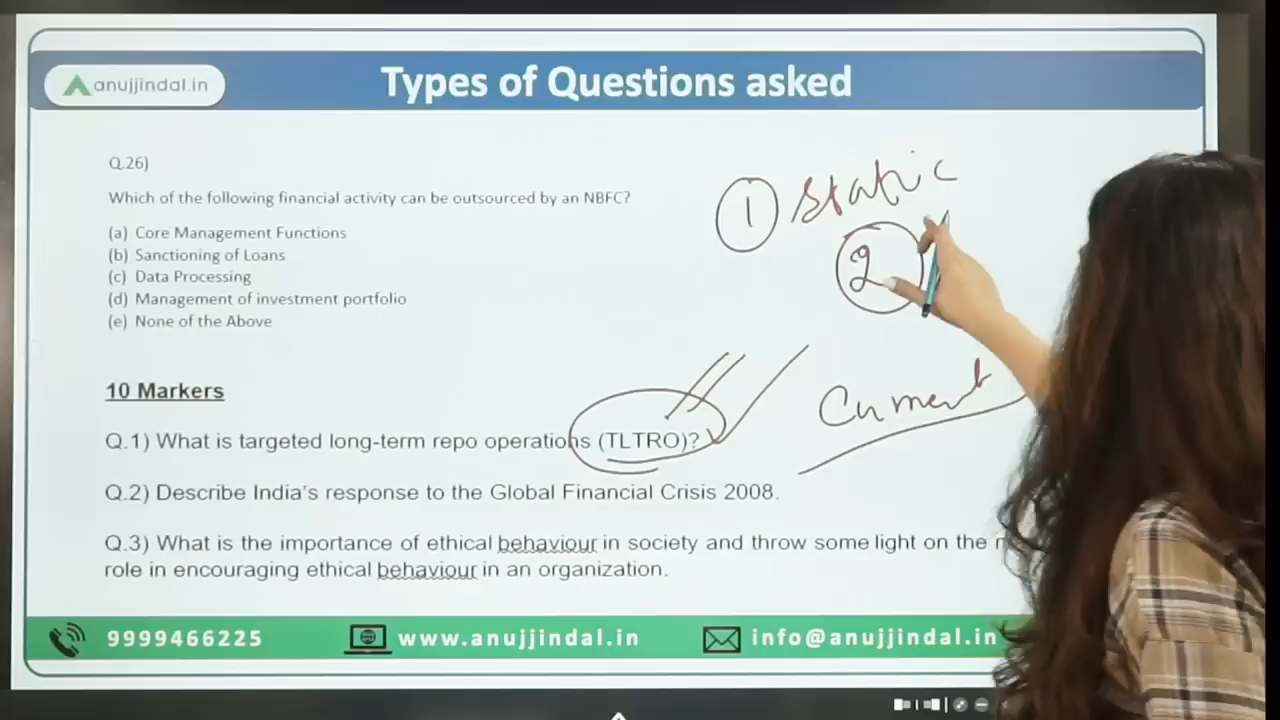 anujjindal.in
Types of Questions asked
Q.26)
Which of the following financial activity can be outsourced by an NBFC?
(a) Core Management Functions
(b) Sanctioning of Loans
(c) Data Processing
(d) Management of investment portfolio
(e) None of the Above
1 Static
2
Current
10 Markers
Q.1) What is targeted long-term repo operations (TLTRO)?
Q.2) Describe India's response to the Global Financial Crisis 2008.
Q.3) What is the importance of ethical behaviour in society and throw some light on the
role in encouraging ethical behaviour in an organization.
9999466225 www.anujjindal.in info@anujjindal.in